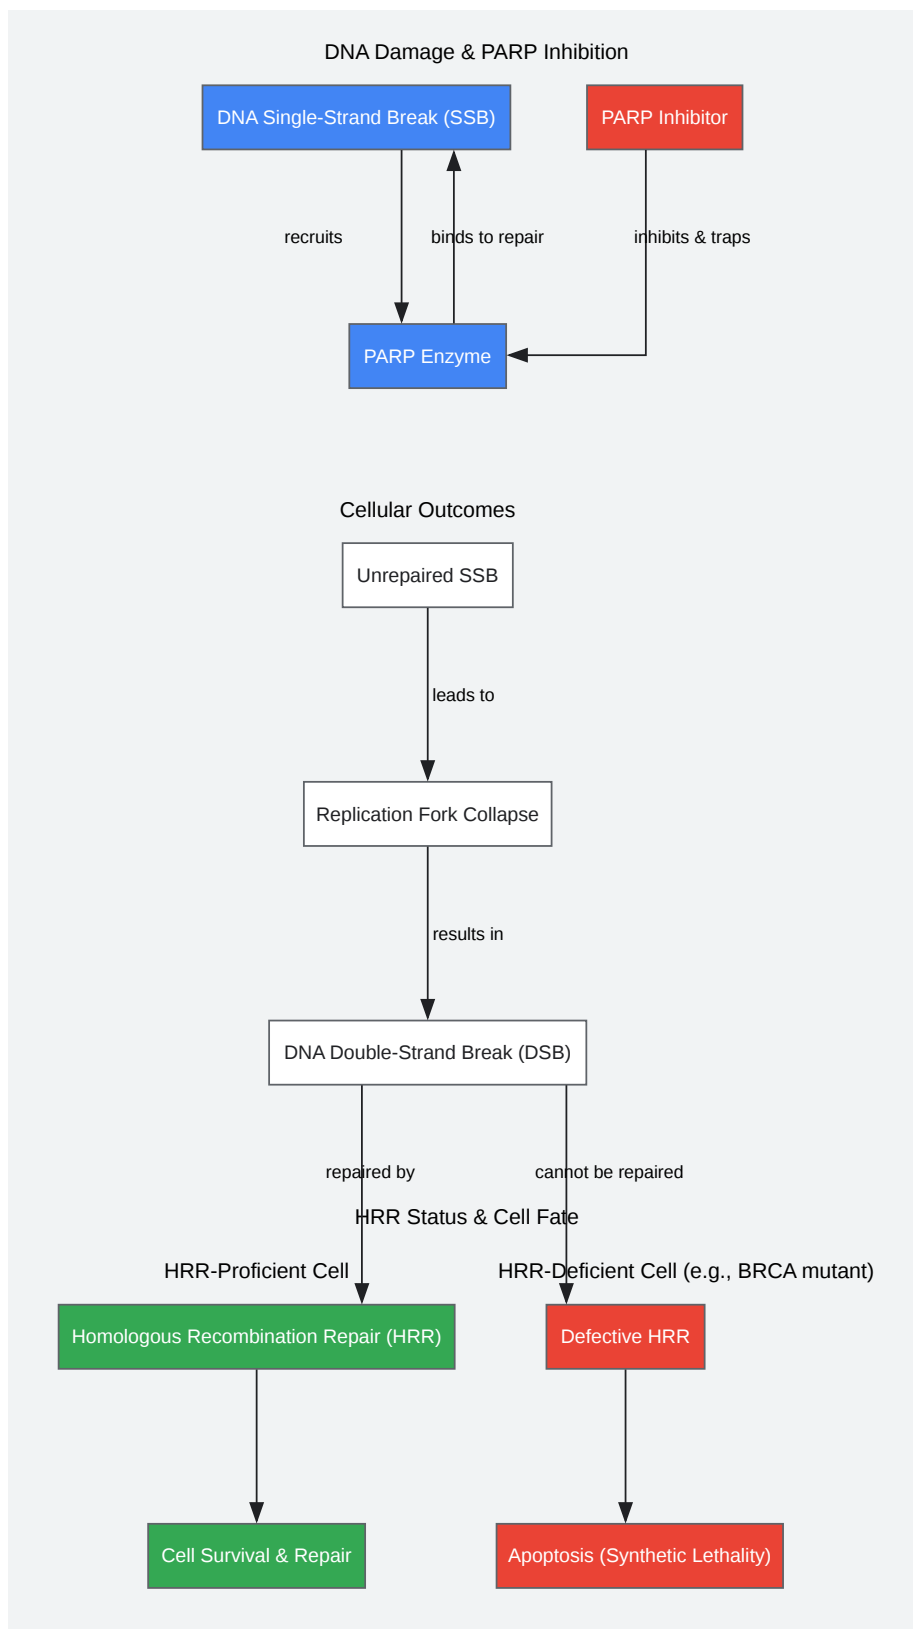 DNA Damage & PARP Inhibition
DNA Single-Strand Break (SSB)
PARP Inhibitor
recruits
binds to repair
inhibits & traps
PARP Enzyme
Cellular Outcomes
Unrepaired SSB
leads to
Replication Fork Collapse
results in
DNA Double-Strand Break (DSB)
repaired by
cannot be repaired
HRR Status & Cell Fate
HRR-Proficient Cell
HRR-Deficient Cell (e.g., BRCA mutant)
Homologous Recombination Repair (HRR)
Defective HRR
Cell Survival & Repair
Apoptosis (Synthetic Lethality)